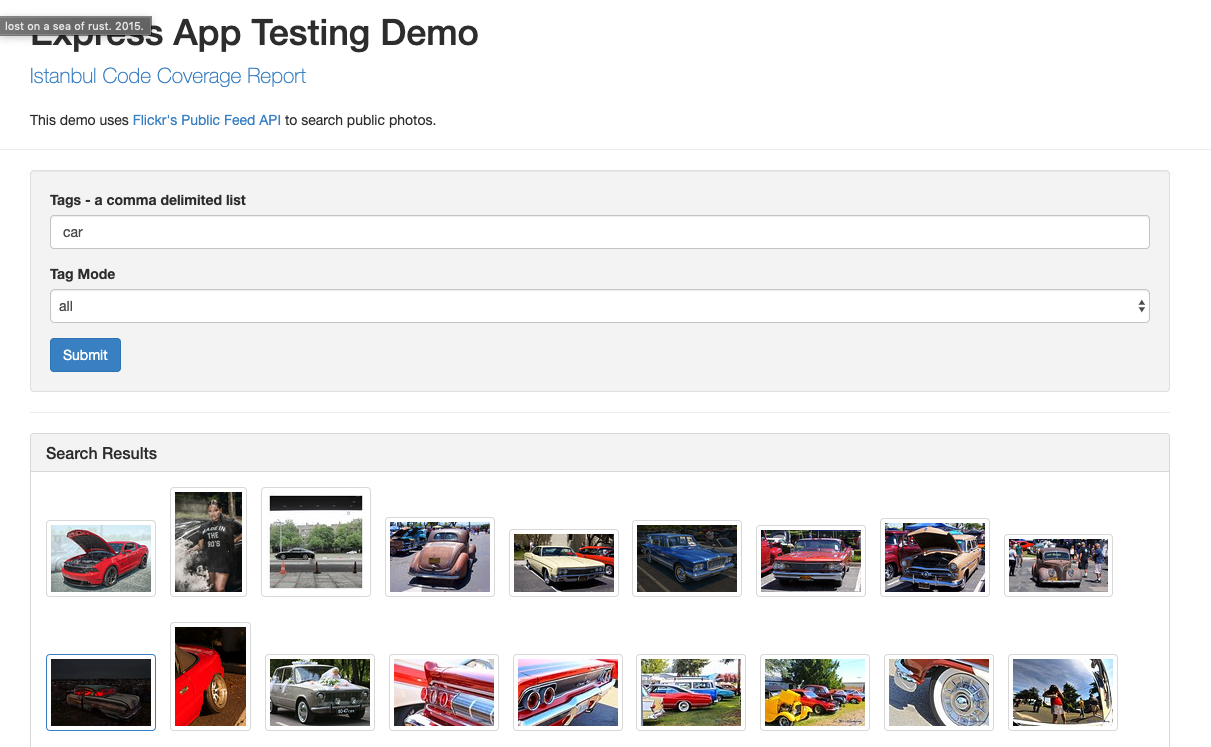 lost on a sea of rust. 2015.
Express App Testing Demo
Istanbul Code Coverage Report
This demo uses Flickr's Public Feed API to search public photos.
Tags - a comma delimited list
car
Tag Mode
all
Submit
Search Results
MADE IN
THE
80'S